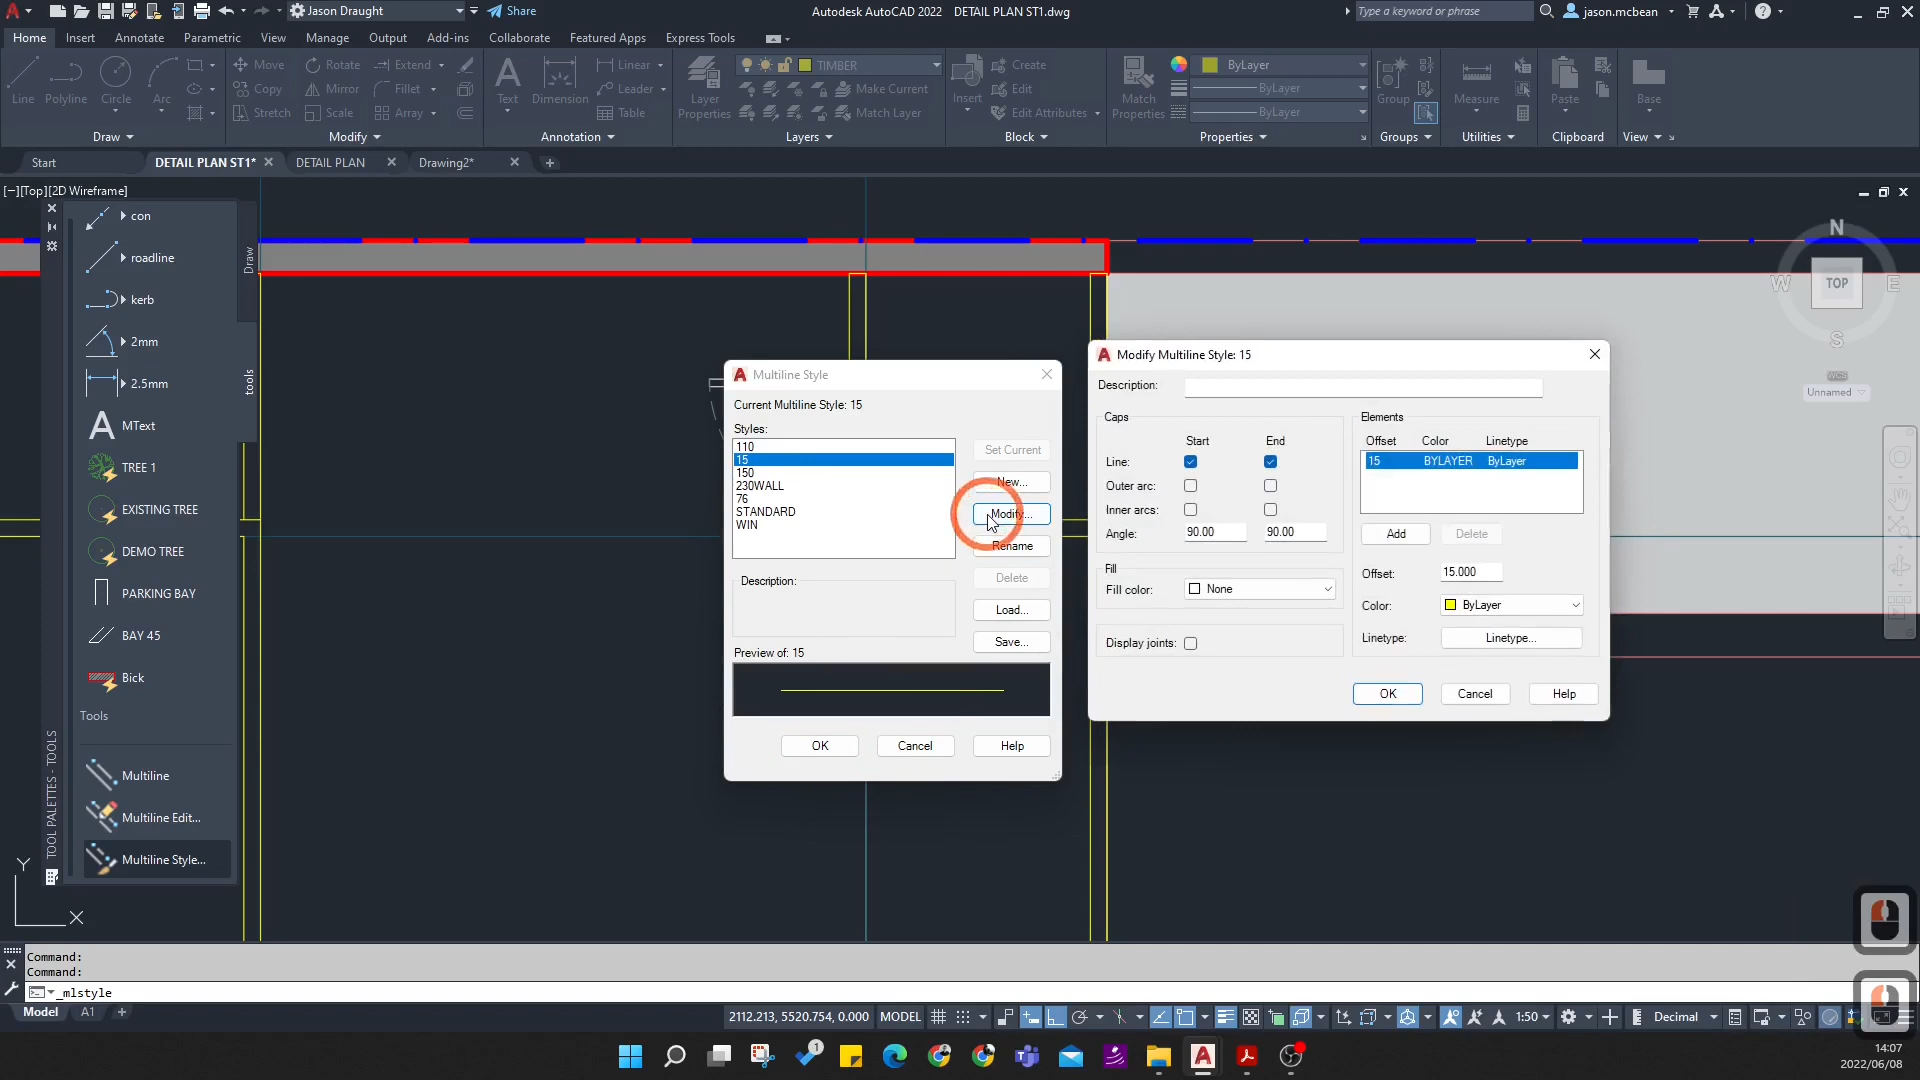 Jason Draught
Share
Autodesk AutoCAD 2022   DETAIL PLAN ST1.dwg
Type a keyword or phrase
jason.mcbean
Home
Insert
Annotate
Parametric
View
Manage
Output
Add-ins
Collaborate
Featured Apps
Express Tools
Line
Polyline
Circle
Arc
Move
Rotate
Extend
Copy
Mirror
Fillet
Stretch
Scale
Array
Text
Dimension
Linear
Leader
Table
Layer
Properties
TIMBER
Make Current
Match Layer
Insert
Create
Edit
Edit Attributes
Match
Properties
ByLayer
ByLayer
ByLayer
Group
Measure
Paste
Base
Draw
Modify
Annotation
Layers
Block
Properties
Groups
Utilities
Clipboard
View
Start
DETAIL PLAN ST1*
DETAIL PLAN
Drawing2*
[−][Top][2D Wireframe]
con
roadline
kerb
2mm
2.5mm
MText
TREE 1
EXISTING TREE
DEMO TREE
PARKING BAY
BAY 45
Bick
Tools
Multiline
Multiline Edit...
Multiline Style...
Draw
tools
TOOL PALETTES - TOOLS
N
W
TOP
E
S
WCS
Unnamed
Multiline Style
Current Multiline Style: 15
Styles:
110
15
150
230WALL
76
STANDARD
WIN
Set Current
New...
Modify...
Rename
Delete
Load...
Save...
Description:
Preview of: 15
OK
Cancel
Help
Modify Multiline Style: 15
Description:
Caps
Start
End
Line:
Outer arc:
Inner arcs:
Angle:
90.00
90.00
Fill
Fill color:
None
Display joints:
Elements
Offset
Color
Linetype
15
BYLAYER
ByLayer
Add
Delete
Offset:
15.000
Color:
ByLayer
Linetype:
Linetype...
OK
Cancel
Help
Y
X
Command:
Command:
_mlstyle
Model
A1
2112.213, 5520.754, 0.000
MODEL
1:50
Decimal
1
14:07
2022/06/08